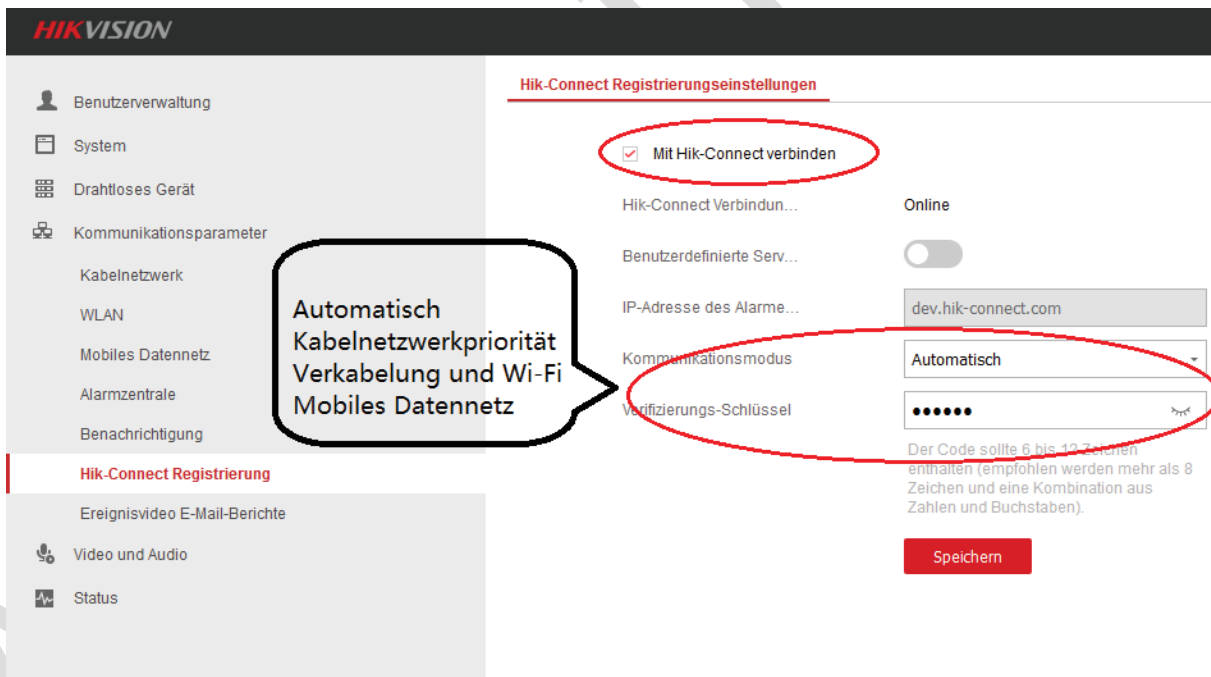 HIKVISION
Benutzerverwaltung
System
Drahtloses Gerät
Kommunikationsparameter
Kabelnetzwerk
WLAN
Mobiles Datennetz
Alarmzentrale
Benachrichtigung
Hik-Connect Registrierung
Ereignisvideo E-Mail-Berichte
Video und Audio
Status
Automatisch
Kabelnetzwerkpriorität
Verkabelung und Wi-Fi
Mobiles Datennetz
Hik-Connect Registrierungseinstellungen
Mit Hik-Connect verbinden
Hik-Connect Verbindun... Online
Benutzerdefinierte Serv...
IP-Adresse des Alarme... dev.hik-connect.com
Kommunikationsmodus Automatisch
Verifizierungs-Schlüssel ●●●●●●
Der Code sollte 6 bis 12 Zeichen
enthalten (empfohlen werden mehr als 8
Zeichen und eine Kombination aus
Zahlen und Buchstaben).
Speichern